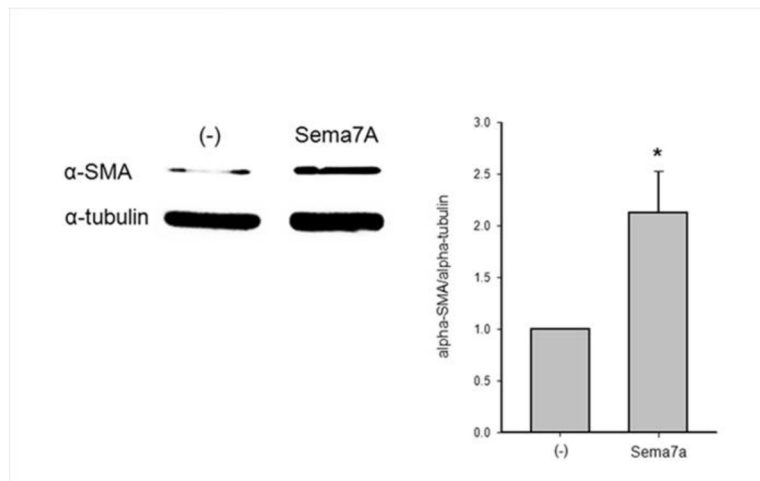 (-) Sema7A
α-SMA
α-tubulin
alpha-SMA/alpha-tubulin
3.0
2.5
2.0
1.5
1.0
0.5
0.0
*
(-) Sema7a